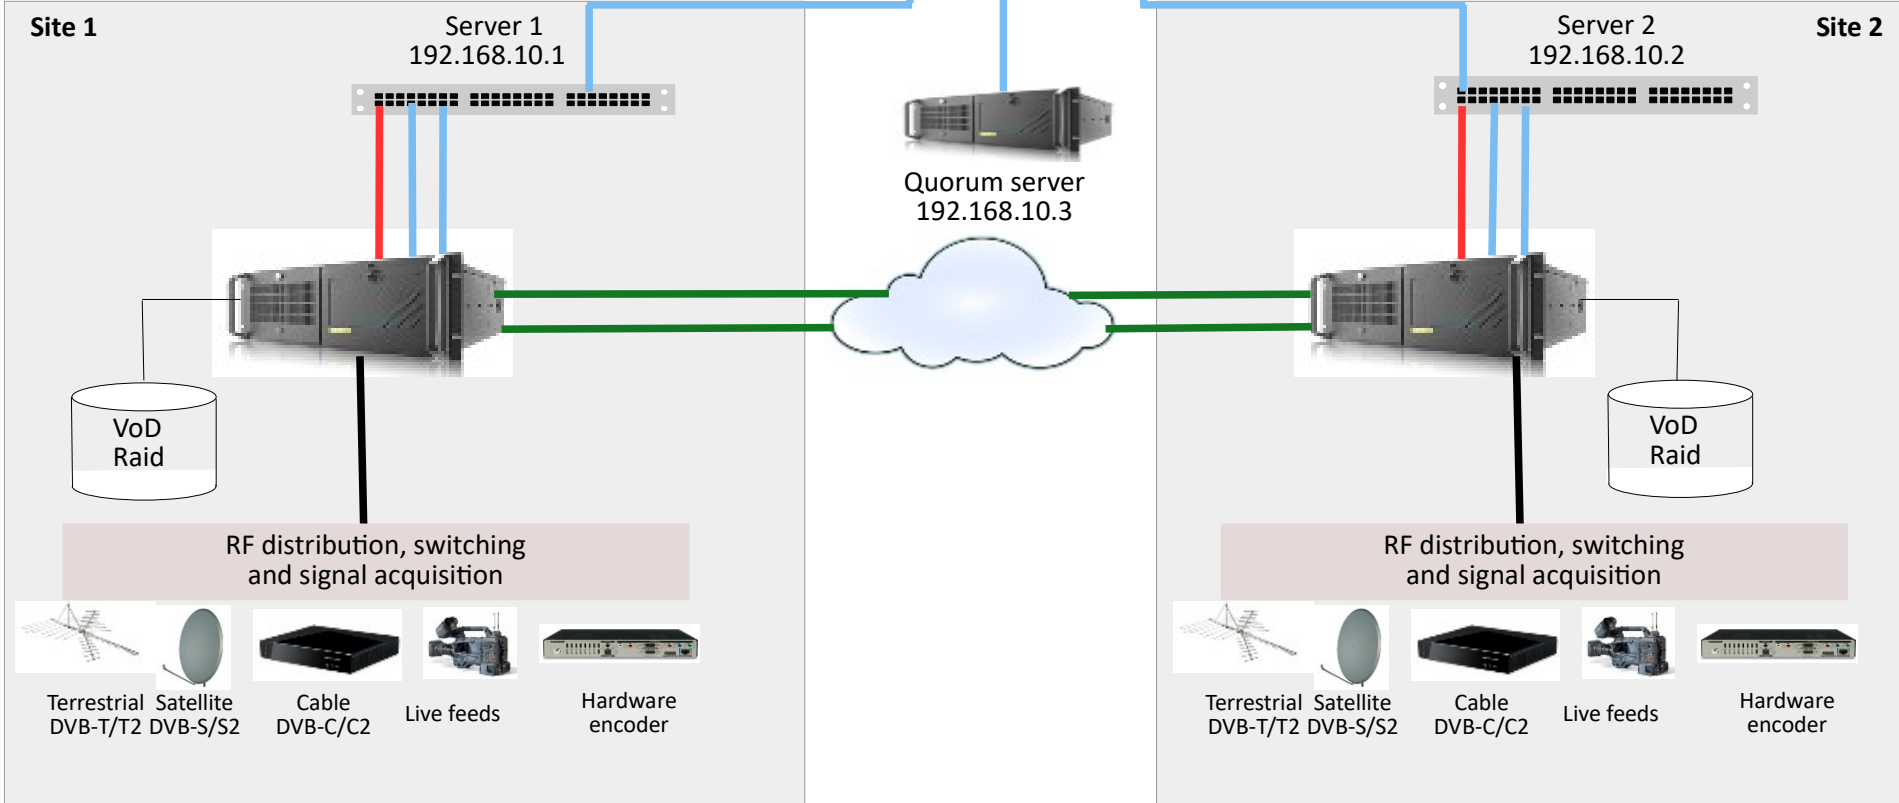 Site 1
Server 1
192.168.10.1
Server 2
192.168.10.2
Site 2
Quorum server
192.168.10.3
VoD
Raid
VoD
Raid
RF distribution, switching
and signal acquisition
RF distribution, switching
and signal acquisition
Terrestrial
DVB-T/T2
Satellite
DVB-S/S2
Cable
DVB-C/C2
Live feeds
Hardware
encoder
Terrestrial
DVB-T/T2
Satellite
DVB-S/S2
Cable
DVB-C/C2
Live feeds
Hardware
encoder